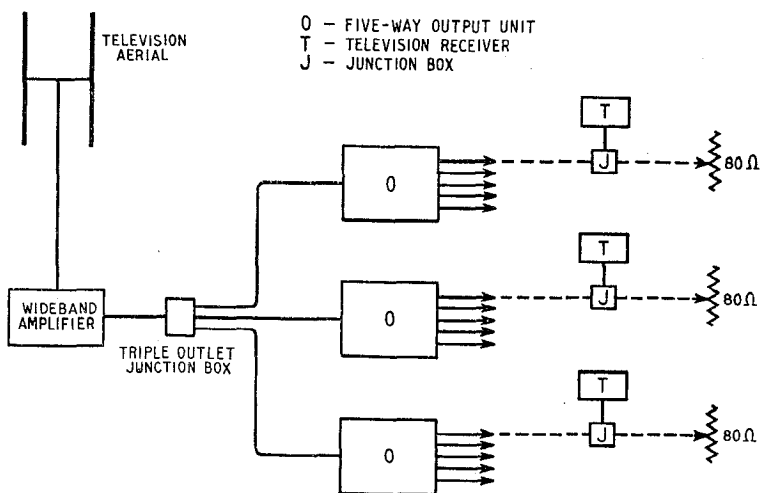 TELEVISION
AERIAL
O – FIVE-WAY OUTPUT UNIT
T – TELEVISION RECEIVER
J – JUNCTION BOX
T
J
80Ω
O
T
J
80Ω
O
WIDEBAND
AMPLIFIER
TRIPLE OUTLET
JUNCTION BOX
T
J
80Ω
O